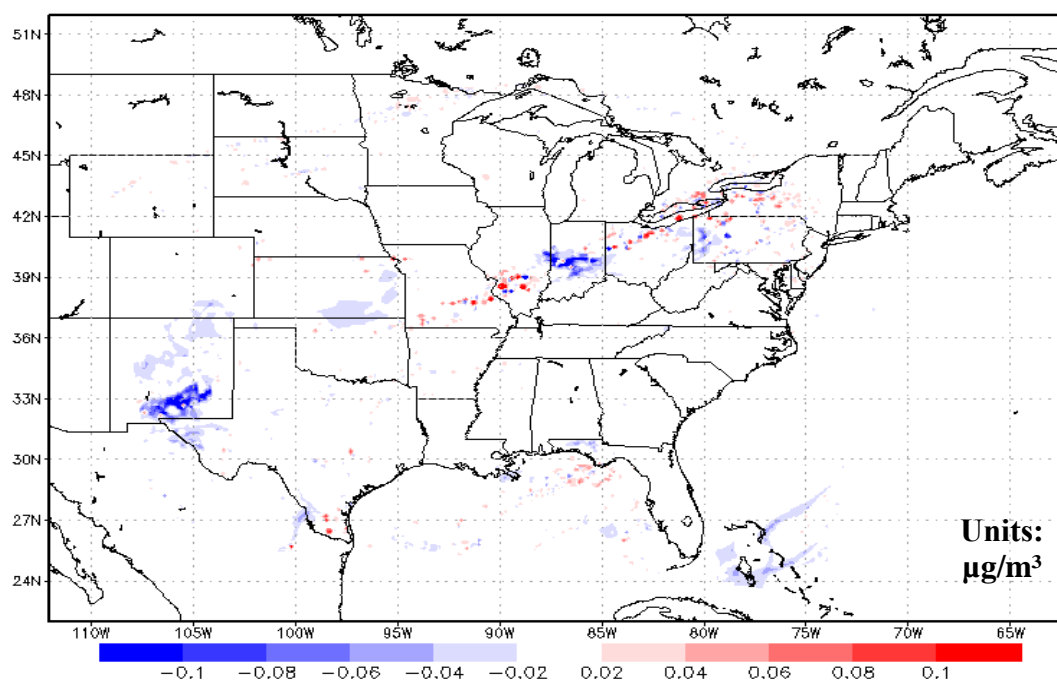 51N
48N
45N
42N
39N
36N
33N
30N
27N
24N
Units:
µg/m³
110W 105W 100W 95W 90W 85W 80W 75W 70W 65W
−0.1 −0.08 −0.06 −0.04 −0.02 0.02 0.04 0.06 0.08 0.1